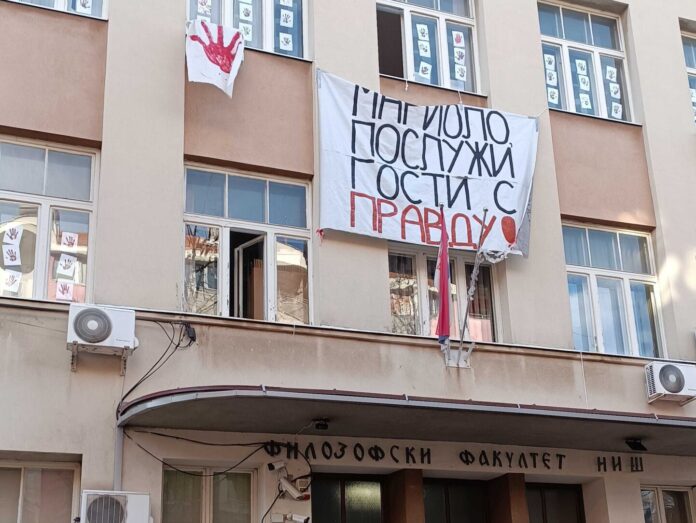 МАРИОЛО,
ПОСЛУЖИ
ГОСТИ С
ПРАВДУ
ФИЛОЗОФСКИ ФАКУЛТЕТ НИШ